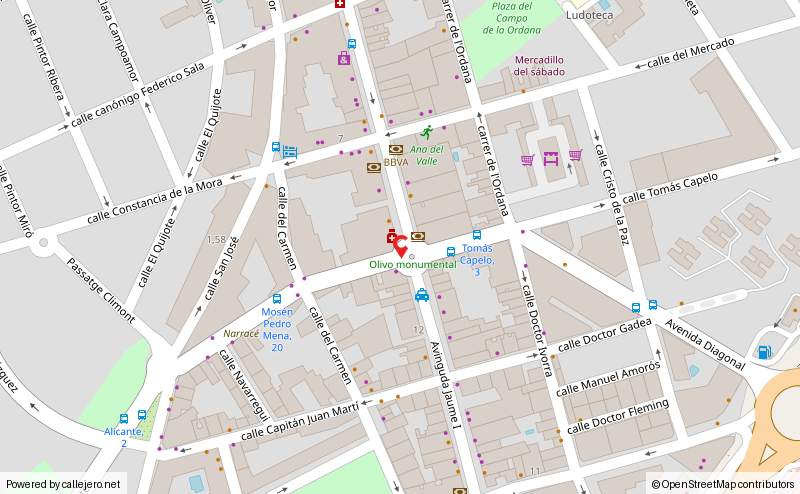 Plaza del
Campo
de la Ordana
Ludoteca
calle del Mercado
Mercadillo
del sábado
carrer de l'Ordana
carrer de l'Ordana
calle Pintor Ribera
Clara Campoamor
calle canónigo Federico Sala
calle El Quijote
calle El Quijote
7
BBVA
Ana del
Valle
calle Cristo de la Paz
calle Tomás Capelo
calle Constancia de la Mora
calle Pintor Miró
Passatge Climont
1,58
calle San José
calle del Carmen
calle del Carmen
Olivo monumental
Tomás
Capelo,
3
Mosén
Pedro
Mena,
20
Narracé
calle Navarregui
12
Avinguda Jaume I
calle Doctor Ivorra
calle Doctor Gadea
Avenida Diagonal
calle Manuel Amorós
calle Doctor Fleming
calle Capitán Juan Martí
Alicante,
2
11
Powered by callejero.net
© OpenStreetMap contributors